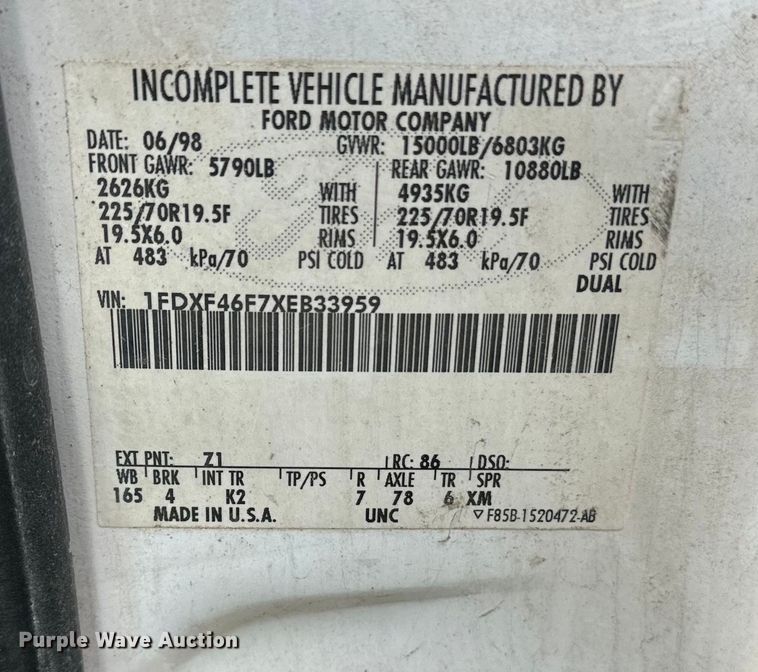 INCOMPLETE VEHICLE MANUFACTURED BY
FORD MOTOR COMPANY
DATE: 06/98 GVWR: 15000LB/6803KG
FRONT GAWR: 5790LB REAR GAWR: 10880LB
2626KG WITH 4935KG WITH
225/70R19.5F TIRES 225/70R19.5F TIRES
19.5X6.0 RIMS 19.5X6.0 RIMS
AT 483 kPa/70 PSI COLD AT 483 kPa/70 PSI COLD
DUAL
VIN: 1FDXF46F7XEB33959
EXT PNT: Z1 RC: 86 DSO:
WB BRK INT TR TP/PS R AXLE TR SPR
165 4 K2 7 78 6 XM
MADE IN U.S.A. UNC ▽ F85B-1520472-AB
Purple Wave Auction